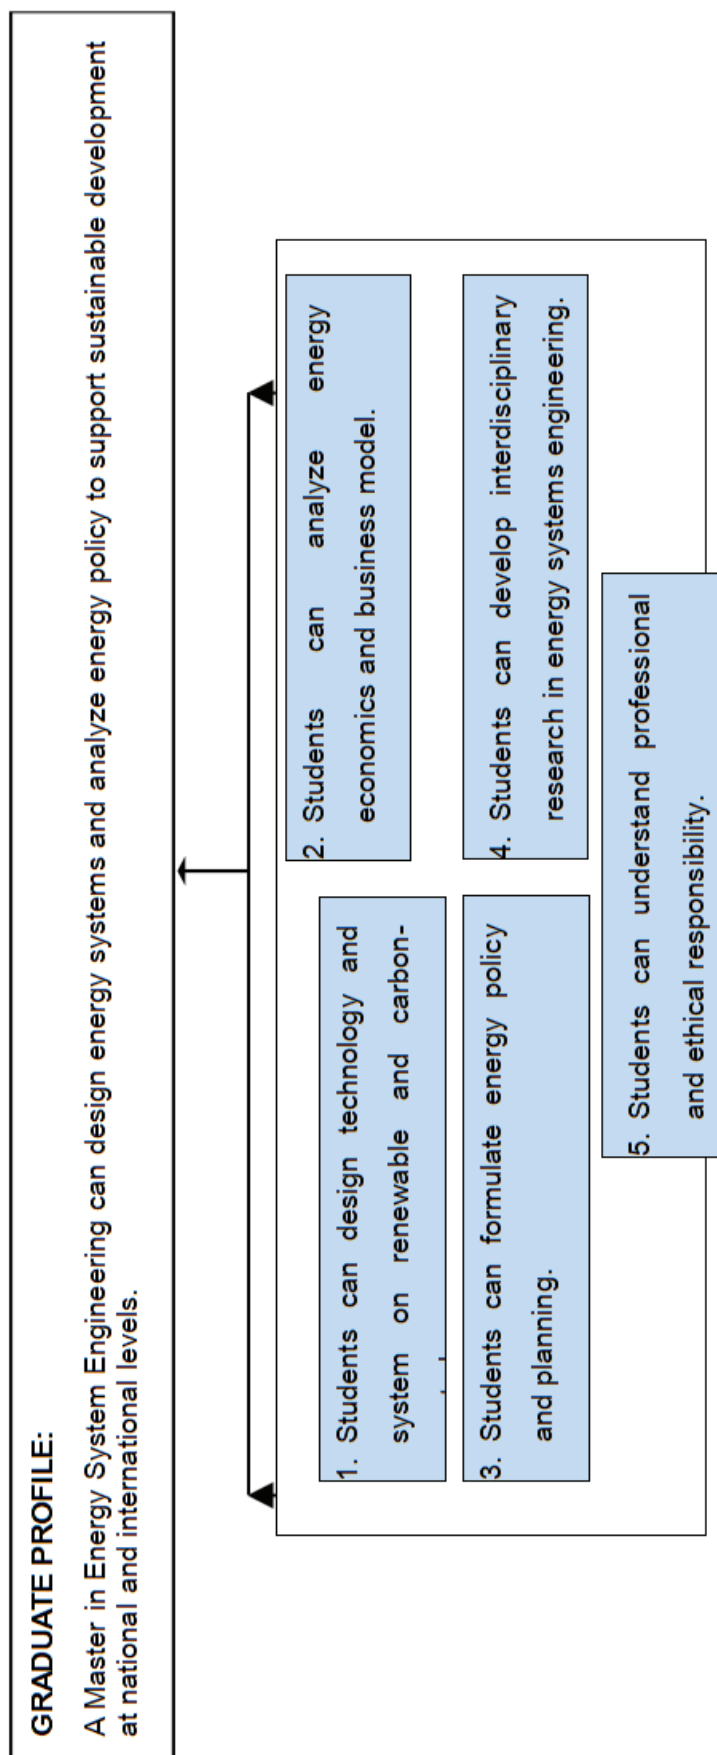 GRADUATE PROFILE:
A Master in Energy System Engineering can design energy systems and analyze energy policy to support sustainable development
at national and international levels.
1. Students can design technology and
system on renewable and carbon-
2. Students can analyze energy
economics and business model.
3. Students can formulate energy policy
and planning.
4. Students can develop interdisciplinary
research in energy systems engineering.
5. Students can understand professional
and ethical responsibility.